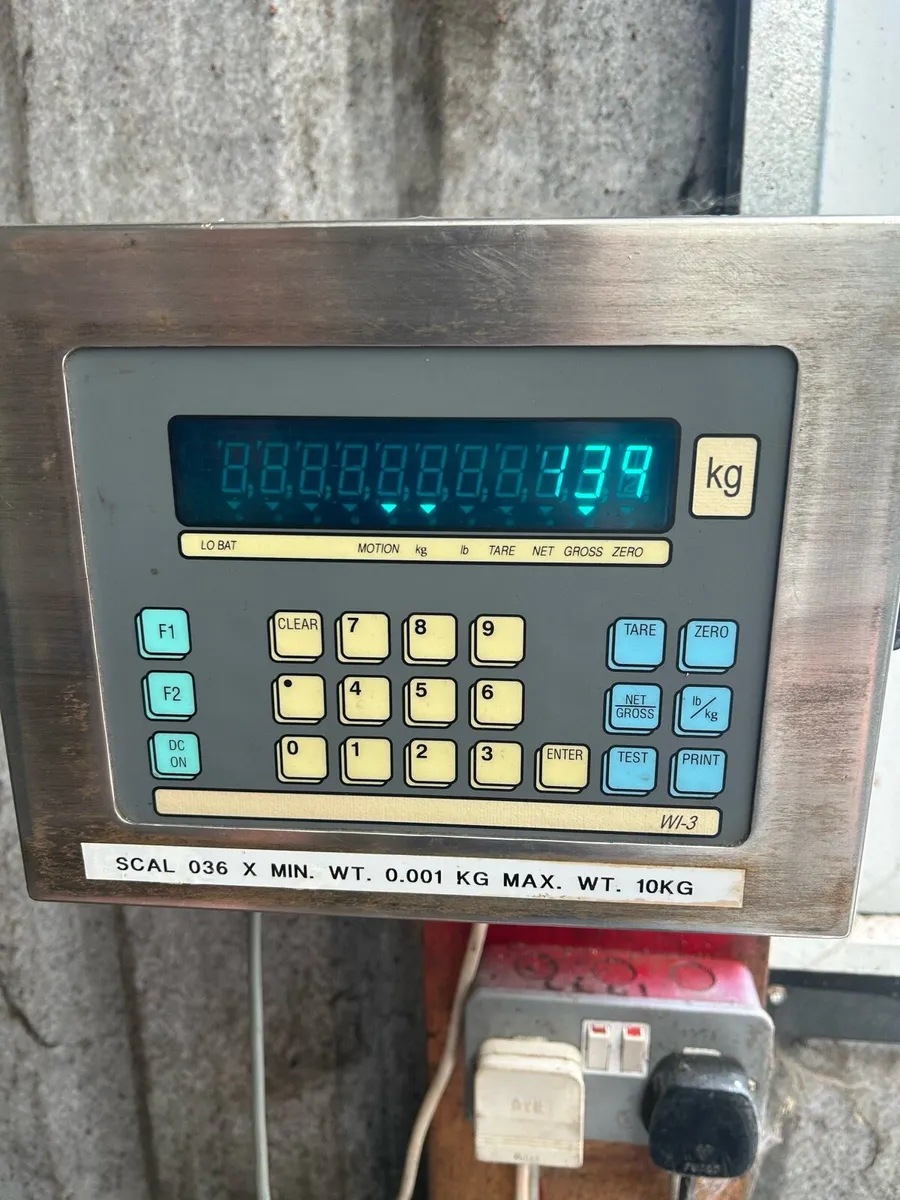 139
kg
LO BAT MOTION kg lb TARE NET GROSS ZERO
F1 CLEAR 7 8 9 TARE ZERO
F2 . 4 5 6 NET GROSS lb/kg
DC ON 0 1 2 3 ENTER TEST PRINT
WI-3
SCAL 036 X MIN. WT. 0.001 KG MAX. WT. 10KG